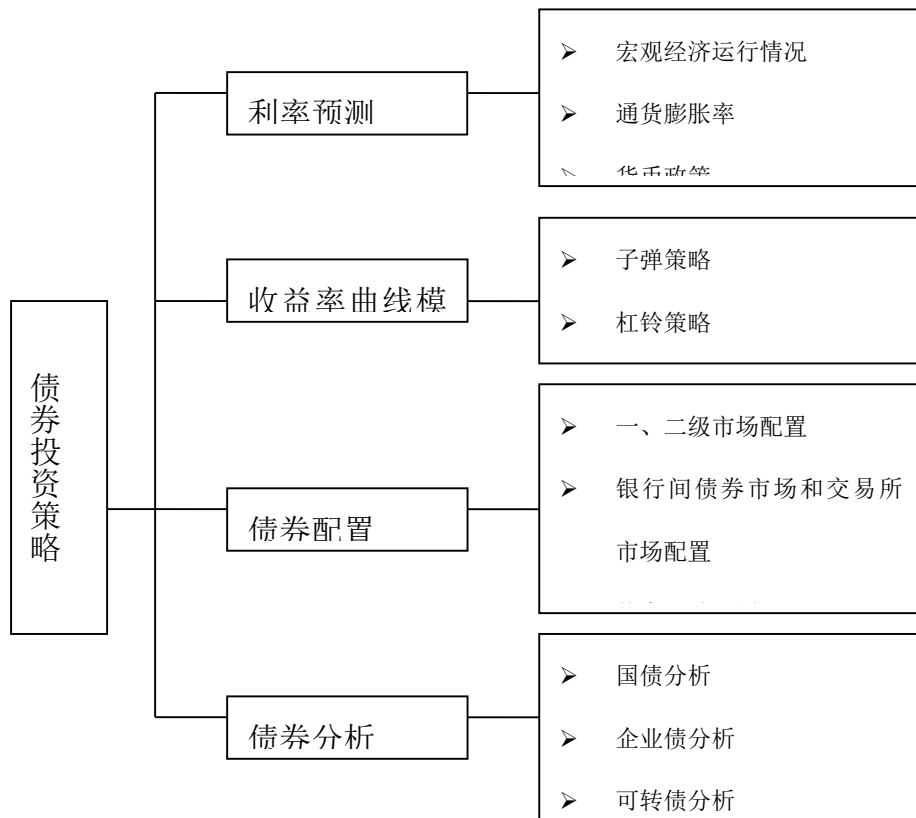 债券投资策略
利率预测
➢ 宏观经济运行情况
➢ 通货膨胀率
➢ 货币政策
收益率曲线模
➢ 子弹策略
➢ 杠铃策略
债券配置
➢ 一、二级市场配置
➢ 银行间债券市场和交易所
市场配置
债券分析
➢ 国债分析
➢ 企业债分析
➢ 可转债分析